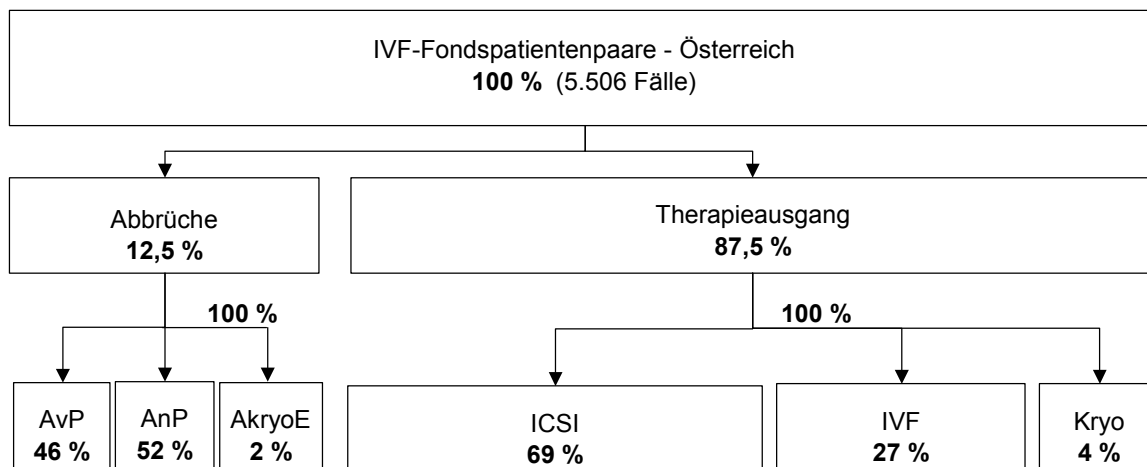 IVF-Fondspatientenpaare - Österreich
100 % (5.506 Fälle)
Abbrüche
12,5 %
Therapieausgang
87,5 %
100 %
100 %
AvP
46 %
AnP
52 %
AkryoE
2 %
ICSI
69 %
IVF
27 %
Kryo
4 %